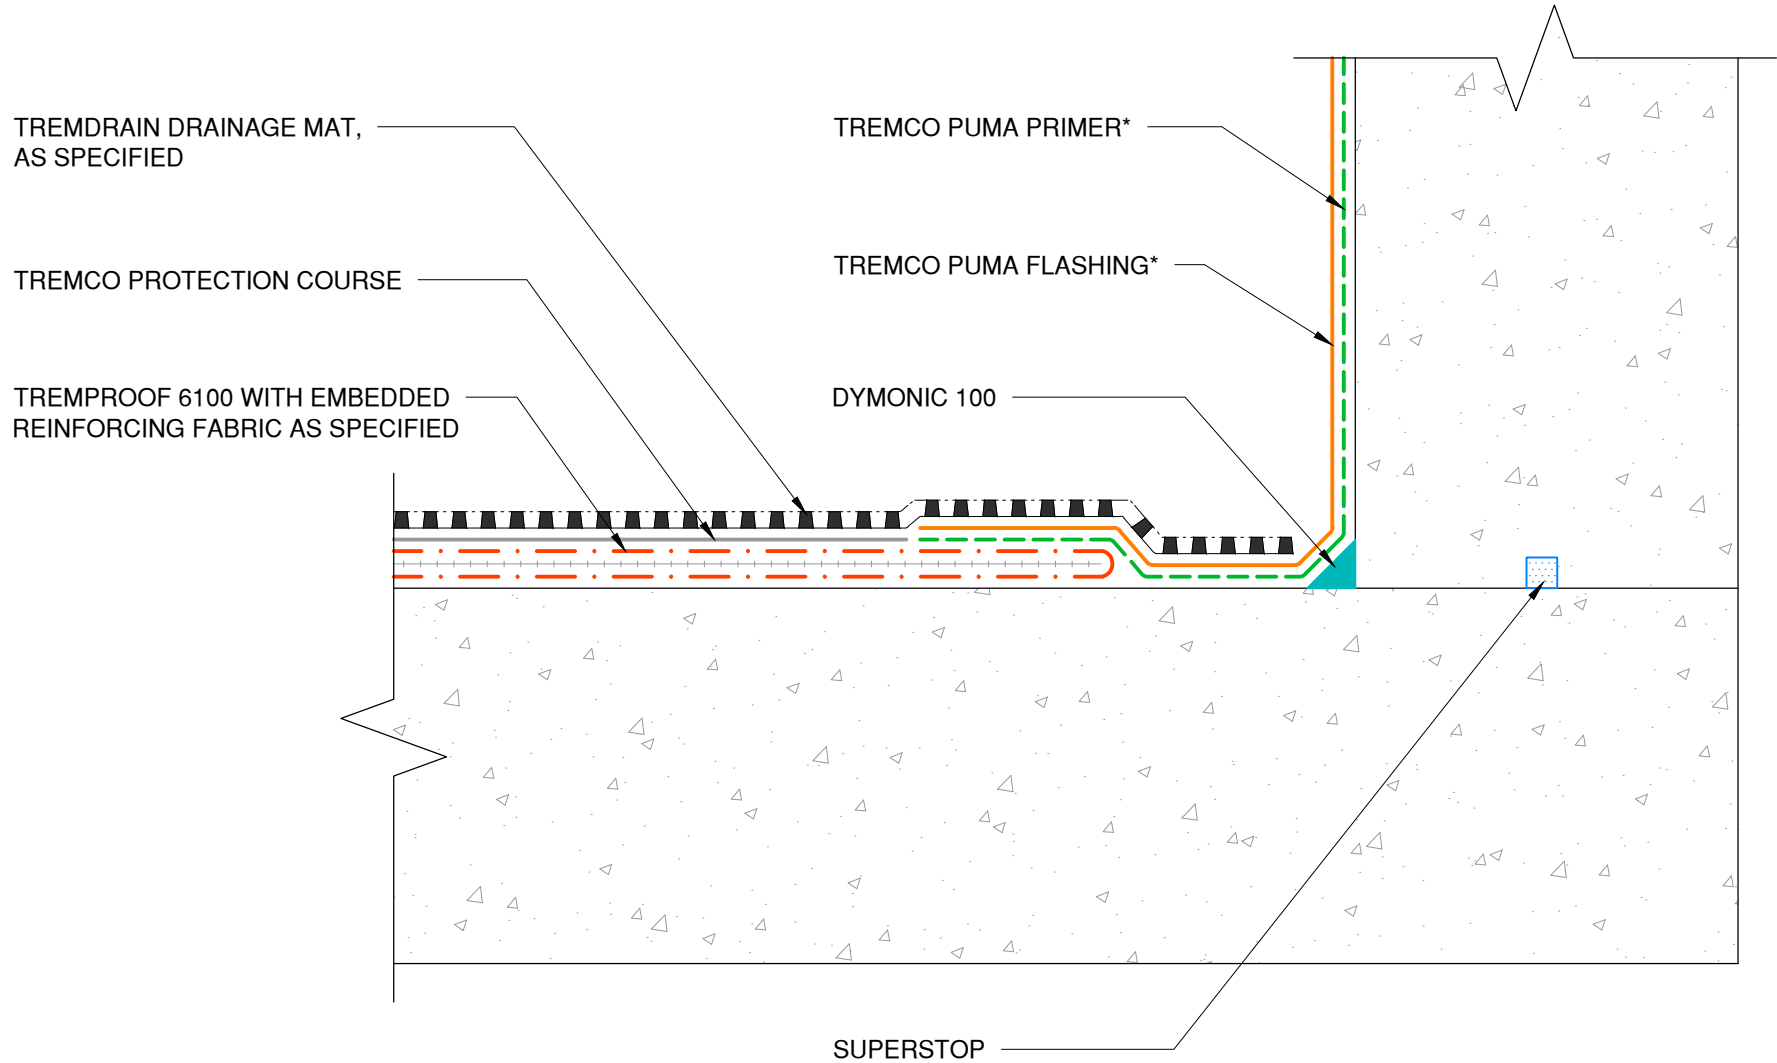 TREMDRAIN DRAINAGE MAT,
AS SPECIFIED
TREMCO PROTECTION COURSE
TREMPROOF 6100 WITH EMBEDDED
REINFORCING FABRIC AS SPECIFIED
TREMCO PUMA PRIMER*
TREMCO PUMA FLASHING*
DYMONIC 100
SUPERSTOP